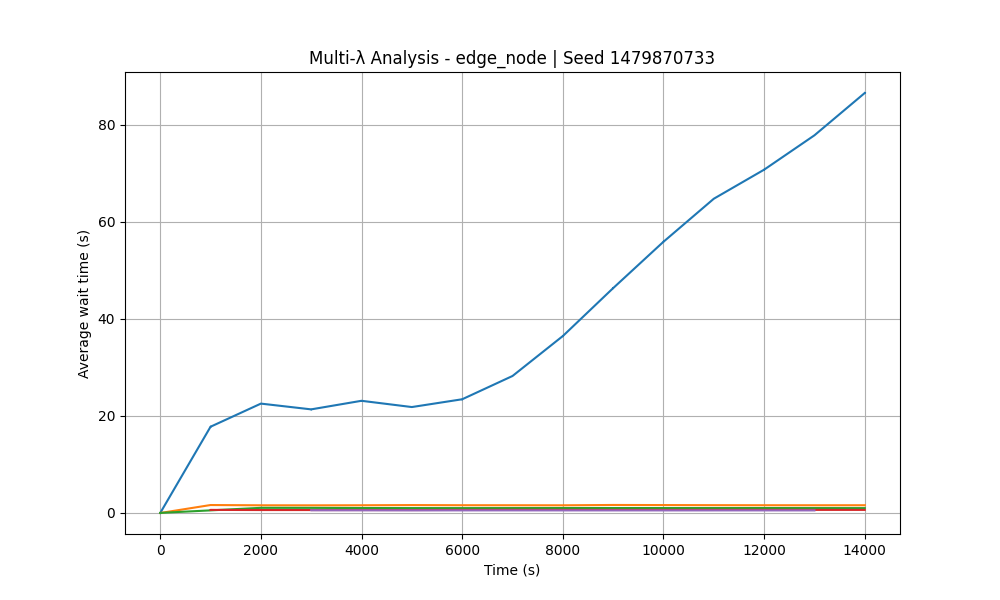 Multi-λ Analysis - edge_node | Seed 1479870733
Average wait time (s)
80
60
40
20
0
0 2000 4000 6000 8000 10000 12000 14000
Time (s)